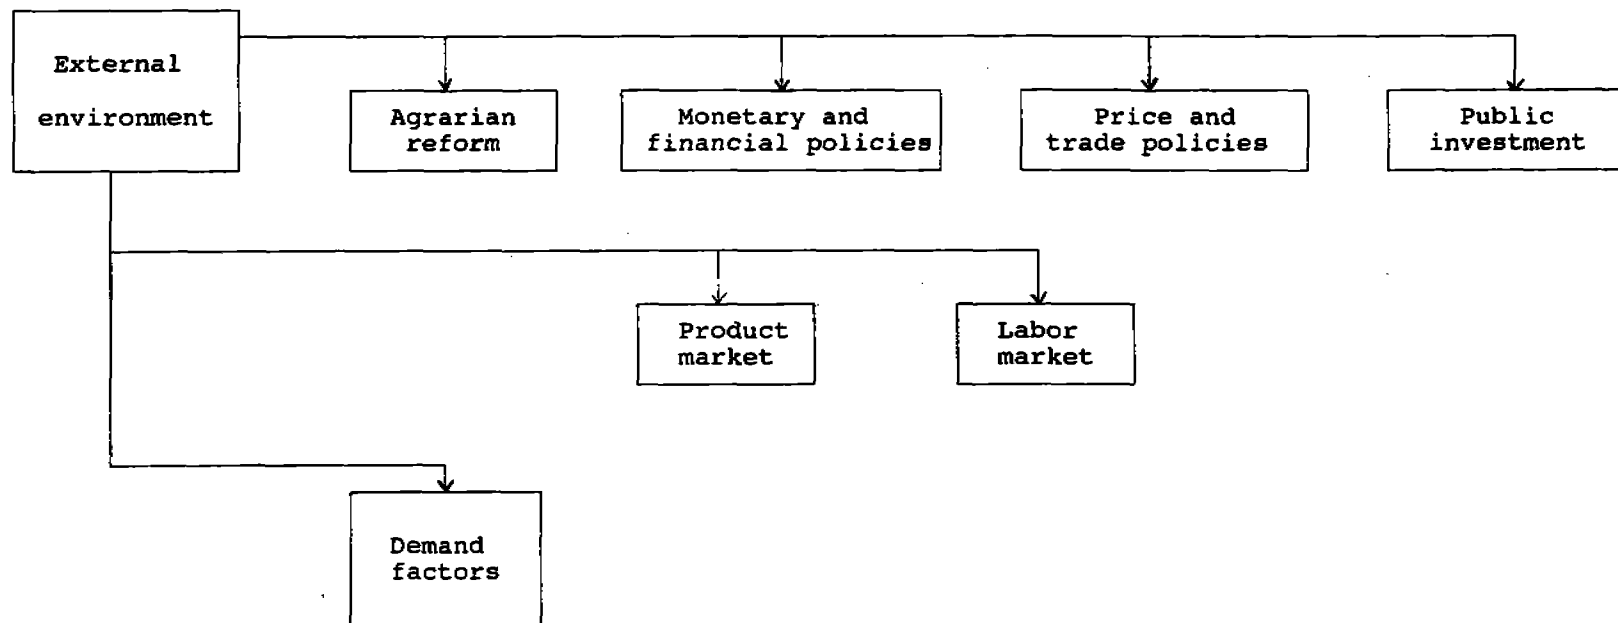 External
environment
Agrarian
reform
Monetary and
financial policies
Price and
trade policies
Public
investment
Product
market
Labor
market
Demand
factors